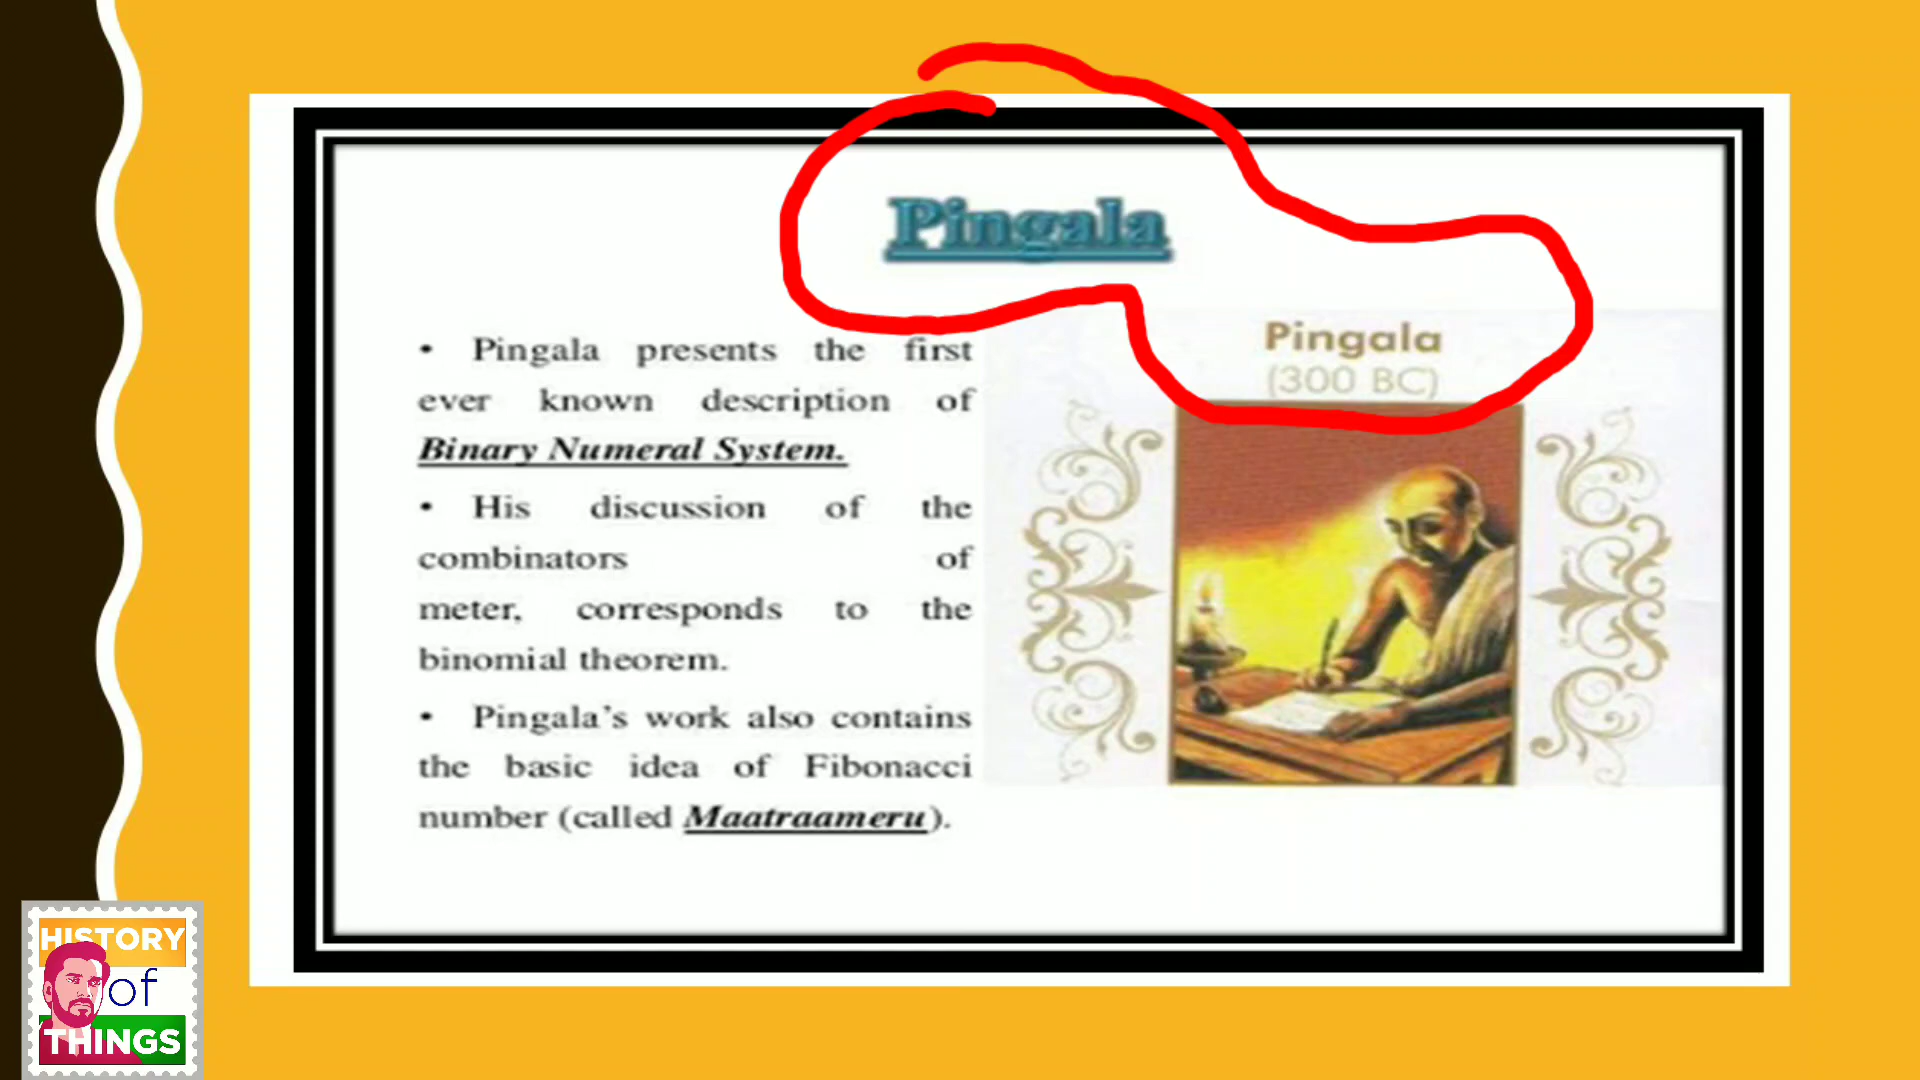 Pingala
• Pingala presents the first
ever known description of
Binary Numeral System.
• His discussion of the
combinators of
meter, corresponds to the
binomial theorem.
• Pingala's work also contains
the basic idea of Fibonacci
number (called Maatraameru).
Pingala
(300 BC)
HISTORY
of
THINGS